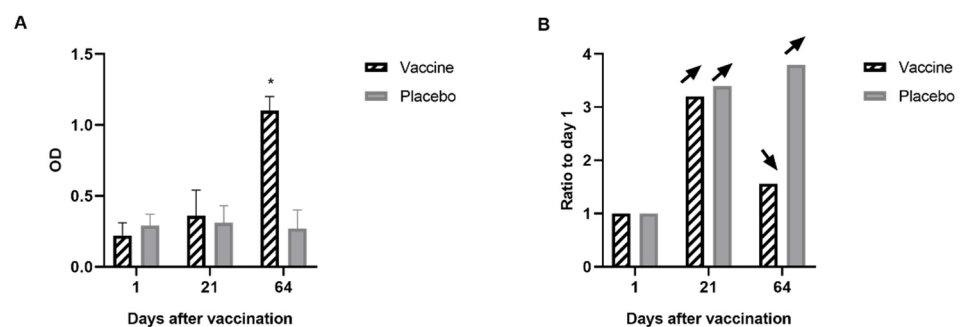 A
1.5
1.0
0.5
0.0
OD
*
1 21 64
Days after vaccination
Vaccine
Placebo
B
4
3
2
1
0
Ratio to day 1
1 21 64
Days after vaccination
Vaccine
Placebo